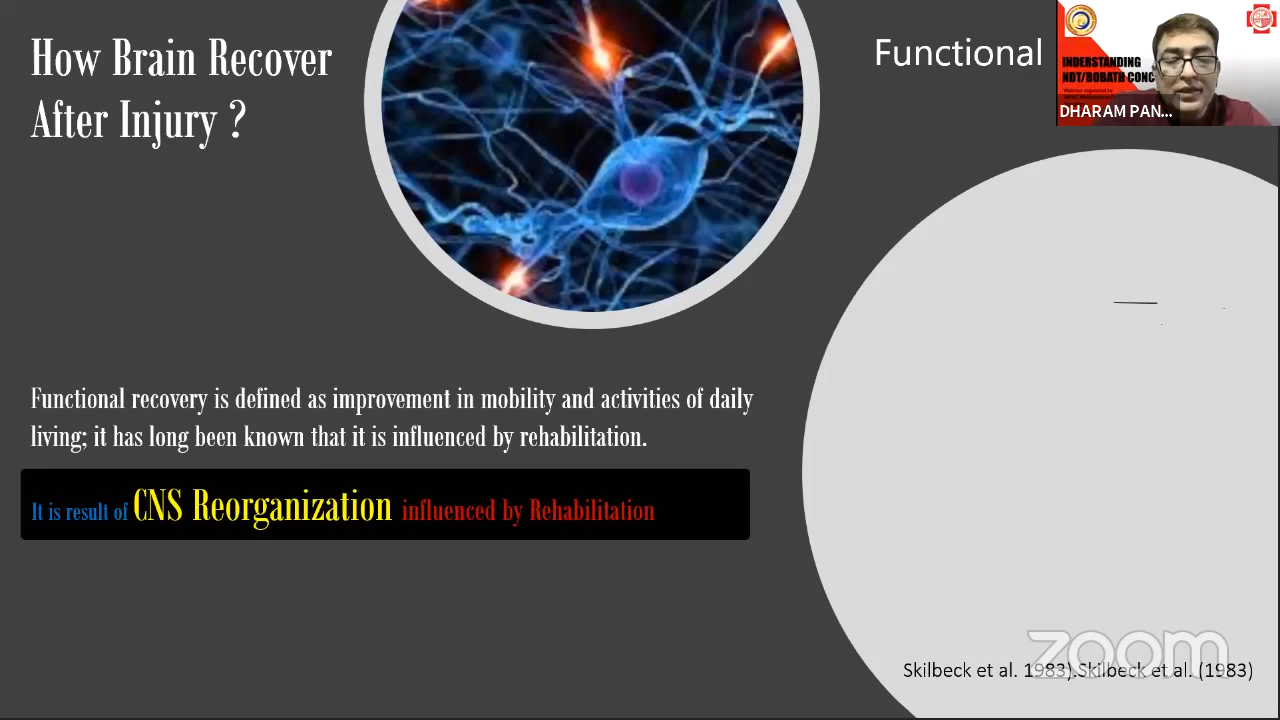 How Brain Recover
After Injury ?
Functional
INDERSTANDING
NDT/BOBATH CONC
DHARAM PAN...
Functional recovery is defined as improvement in mobility and activities of daily
living; it has long been known that it is influenced by rehabilitation.
It is result of CNS Reorganization influenced by Rehabilitation
zoom
Skilbeck et al. 1983).Skilbeck et al. (1983)